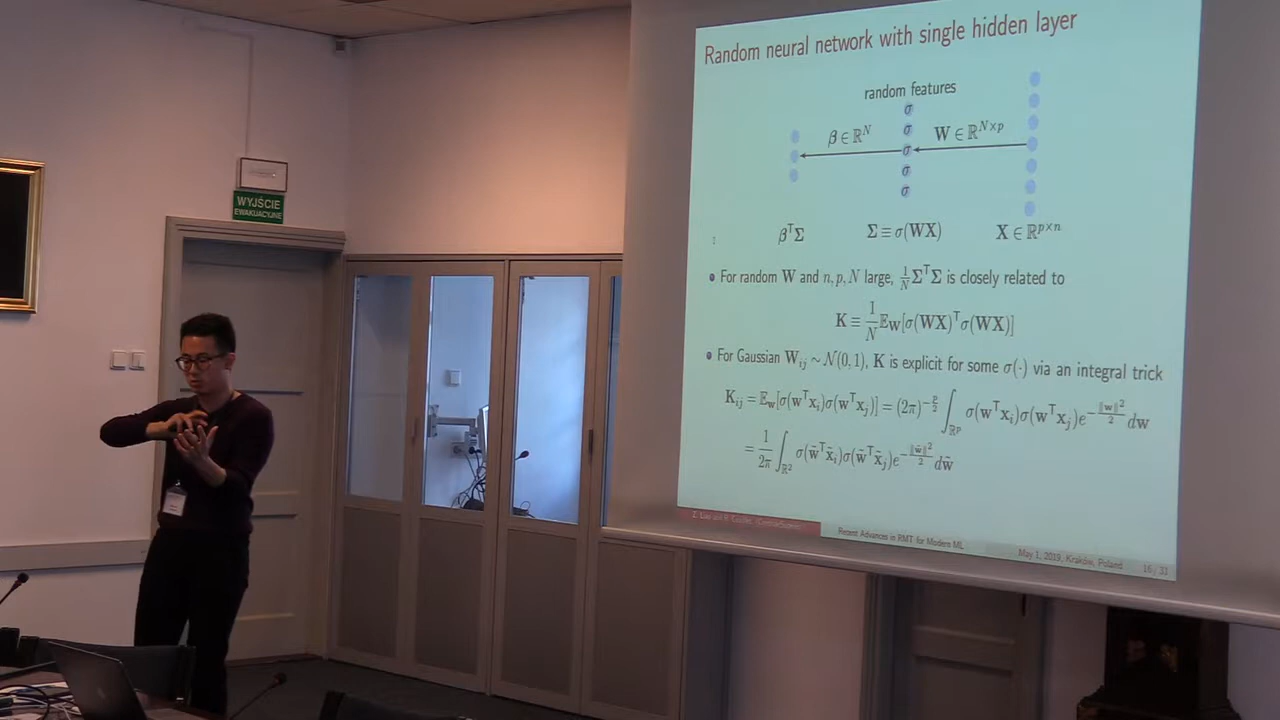 WYJŚCIE
EWAKUACYJNE
Random neural network with single hidden layer
random features
σ
σ
σ
σ
σ
β ∈ ℝ^N
W ∈ ℝ^{N×p}
β^T Σ
Σ ≡ σ(WX)
X ∈ ℝ^{p×n}
• For random W and n, p, N large, 1/N Σ^T Σ is closely related to
K ≡ 1/N E_W[σ(WX)^T σ(WX)]
• For Gaussian W_{ij} ~ N(0, 1), K is explicit for some σ(·) via an integral trick
K_{ij} = E_w[σ(w^T x_i)σ(w^T x_j)] = (2π)^{-p/2} ∫_{ℝ^p} σ(w^T x_i)σ(w^T x_j)e^{-‖w‖²/2} dw
= 1/2π ∫_{ℝ²} σ(w̃^T x̃_i)σ(w̃^T x̃_j)e^{-‖w̃‖²/2} dw̃
Recent Advances in RMT for Modern ML
May 1, 2019, Kraków, Poland
16 / 33